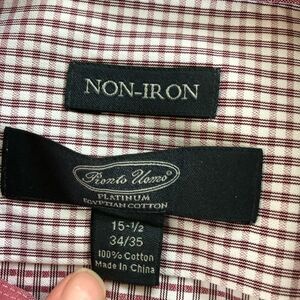 NON-IRON
Pronto Uomo
PLATINUM
EGYPTIAN COTTON
15-1/2
34/35
100% Cotton
Made In China